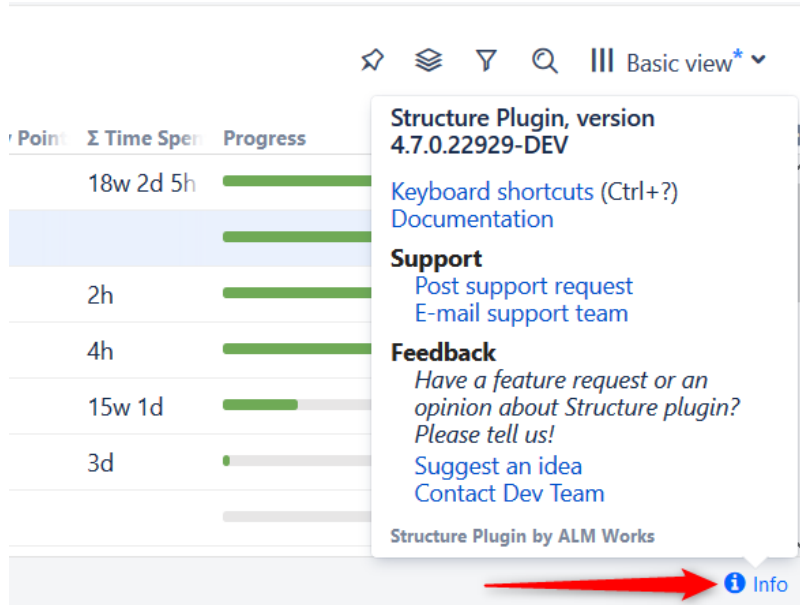 Basic view*
Point Σ Time Spen Progress
18w 2d 5h
2h
4h
15w 1d
3d
Structure Plugin, version
4.7.0.22929-DEV
Keyboard shortcuts (Ctrl+?)
Documentation
Support
Post support request
E-mail support team
Feedback
Have a feature request or an
opinion about Structure plugin?
Please tell us!
Suggest an idea
Contact Dev Team
Structure Plugin by ALM Works
Info